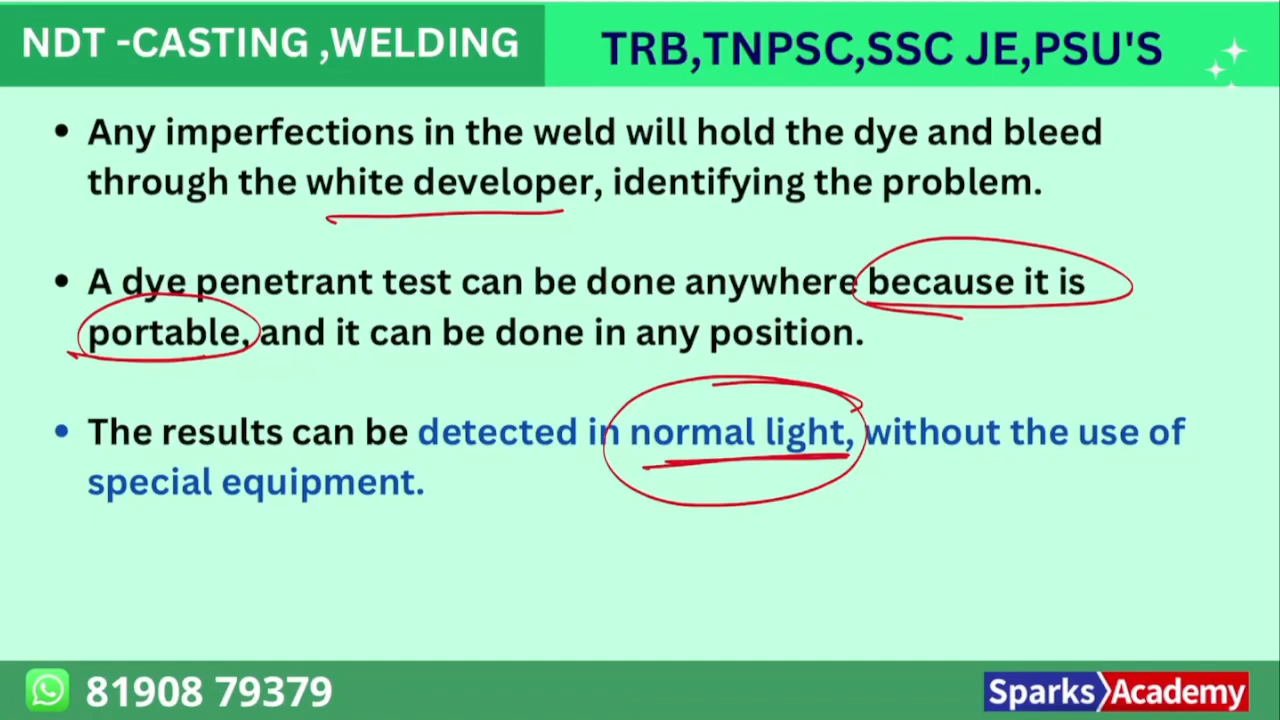 NDT -CASTING ,WELDING
TRB,TNPSC,SSC JE,PSU'S
• Any imperfections in the weld will hold the dye and bleed
through the white developer, identifying the problem.
• A dye penetrant test can be done anywhere because it is
portable, and it can be done in any position.
• The results can be detected in normal light, without the use of
special equipment.
81908 79379
Sparks Academy